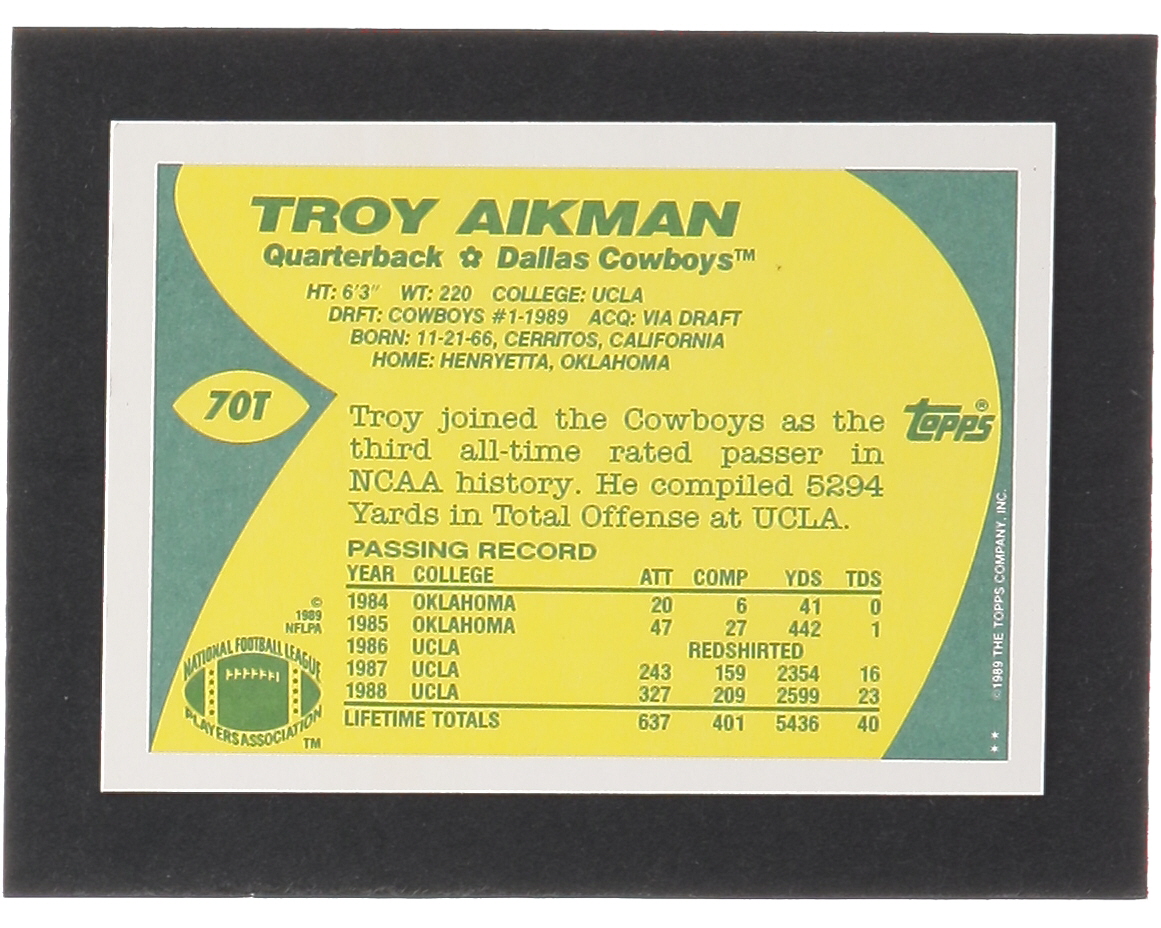 TROY AIKMAN
Quarterback ✿ Dallas Cowboys™
HT: 6'3" WT: 220 COLLEGE: UCLA
DRFT: COWBOYS #1-1989 ACQ: VIA DRAFT
BORN: 11-21-66, CERRITOS, CALIFORNIA
HOME: HENRYETTA, OKLAHOMA
70T
Troy joined the Cowboys as the
third all-time rated passer in
NCAA history. He compiled 5294
Yards in Total Offense at UCLA.
topps®
PASSING RECORD
YEAR COLLEGE ATT COMP YDS TDS
1984 OKLAHOMA 20 6 41 0
1985 OKLAHOMA 47 27 442 1
1986 UCLA REDSHIRTED
1987 UCLA 243 159 2354 16
1988 UCLA 327 209 2599 23
LIFETIME TOTALS 637 401 5436 40
©
1989
NFLPA
NATIONAL FOOTBALL LEAGUE
PLAYERS ASSOCIATION
TM
©1989 THE TOPPS COMPANY, INC.
* *